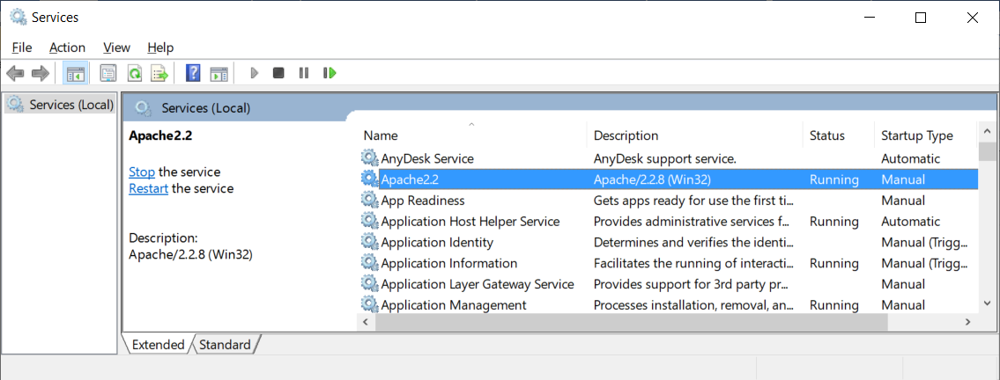 Services
File Action View Help
Services (Local)
Services (Local)
Apache2.2
Stop the service
Restart the service
Description:
Apache/2.2.8 (Win32)
Name Description Status Startup Type
AnyDesk Service AnyDesk support service. Automatic
Apache2.2 Apache/2.2.8 (Win32) Running Manual
App Readiness Gets apps ready for use the first ti... Manual
Application Host Helper Service Provides administrative services f... Running Automatic
Application Identity Determines and verifies the identi... Manual (Trigg...
Application Information Facilitates the running of interacti... Running Manual (Trigg...
Application Layer Gateway Service Provides support for 3rd party pr... Manual
Application Management Processes installation, removal, an... Running Manual
Extended Standard